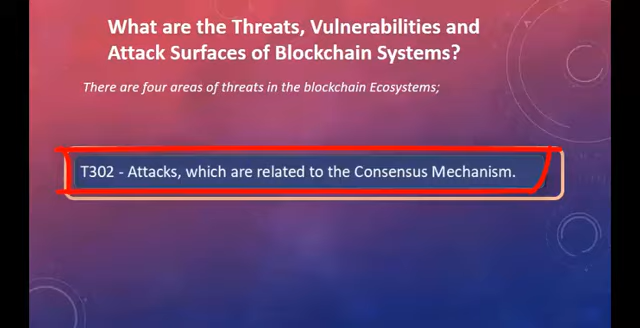 What are the Threats, Vulnerabilities and
Attack Surfaces of Blockchain Systems?
There are four areas of threats in the blockchain Ecosystems;
T302 - Attacks, which are related to the Consensus Mechanism.